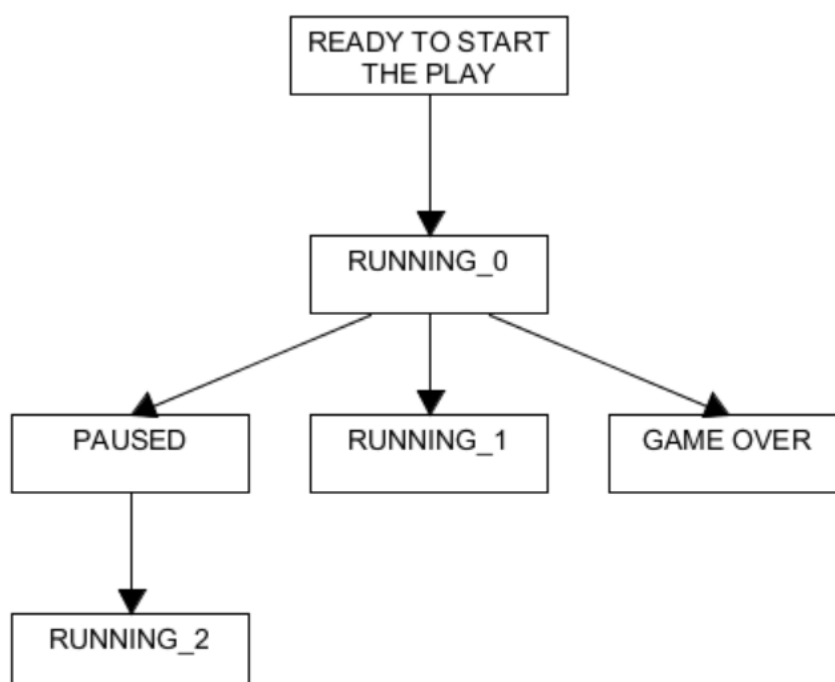 READY TO START
THE PLAY
RUNNING_0
PAUSED
RUNNING_1
GAME OVER
RUNNING_2